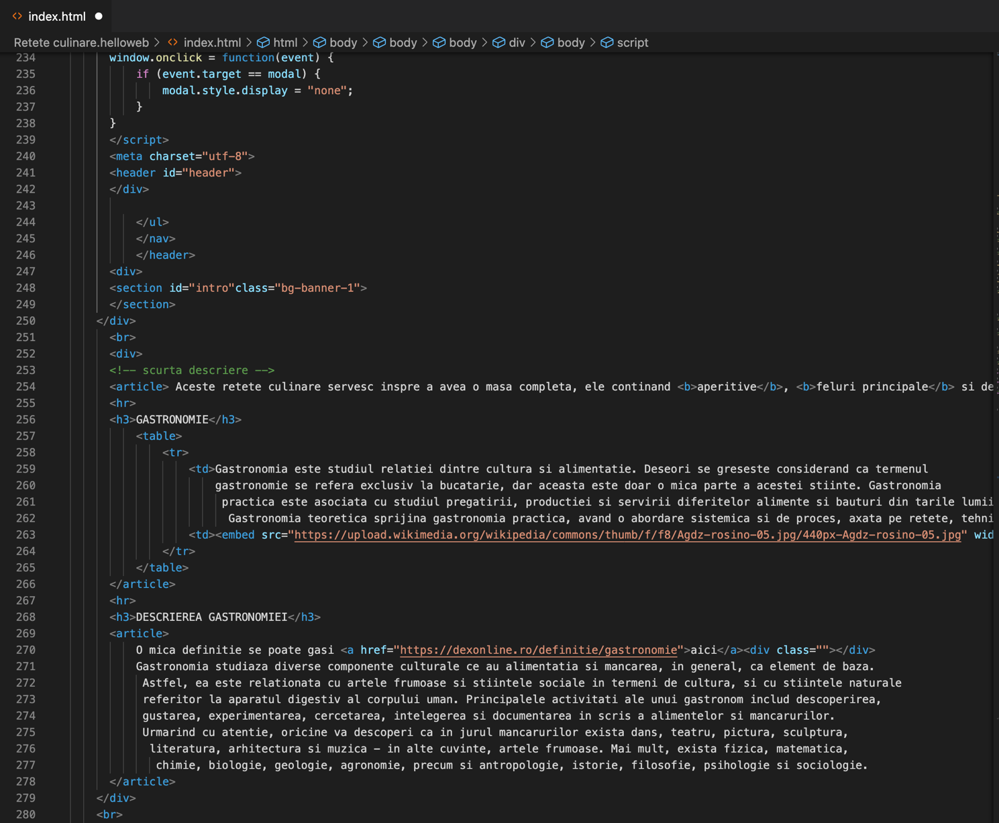 index.html
Retete culinare.helloweb > index.html > html > body > body > body > div > body > script
234 window.onclick = function(event) {
235 if (event.target == modal) {
236 modal.style.display = "none";
237 }
238 }
239 </script>
240 <meta charset="utf-8">
241 <header id="header">
242 </div>
243
244 </ul>
245 </nav>
246 </header>
247 <div>
248 <section id="intro"class="bg-banner-1">
249 </section>
250 </div>
251 <br>
252 <div>
253 <!-- scurta descriere -->
254 <article> Aceste retete culinare servesc inspre a avea o masa completa, ele continand <b>aperitive</b>, <b>feluri principale</b> si de
255 <hr>
256 <h3>GASTRONOMIE</h3>
257 <table>
258 <tr>
259 <td>Gastronomia este studiul relatiei dintre cultura si alimentatie. Deseori se greseste considerand ca termenul
260 gastronomie se refera exclusiv la bucatarie, dar aceasta este doar o mica parte a acestei stiinte. Gastronomia
261 practica este asociata cu studiul pregatirii, productiei si servirii diferitelor alimente si bauturi din tarile lumii
262 Gastronomia teoretica sprijina gastronomia practica, avand o abordare sistemica si de proces, axata pe retete, tehni
263 <td><embed src="https://upload.wikimedia.org/wikipedia/commons/thumb/f/f8/Agdz-rosino-05.jpg/440px-Agdz-rosino-05.jpg" wid
264 </tr>
265 </table>
266 </article>
267 <hr>
268 <h3>DESCRIEREA GASTRONOMIEI</h3>
269 <article>
270 O mica definitie se poate gasi <a href="https://dexonline.ro/definitie/gastronomie">aici</a><div class=""></div>
271 Gastronomia studiaza diverse componente culturale ce au alimentatia si mancarea, in general, ca element de baza.
272 Astfel, ea este relationata cu artele frumoase si stiintele sociale in termeni de cultura, si cu stiintele naturale
273 referitor la aparatul digestiv al corpului uman. Principalele activitati ale unui gastronom includ descoperirea,
274 gustarea, experimentarea, cercetarea, intelegerea si documentarea in scris a alimentelor si mancarurilor.
275 Urmarind cu atentie, oricine va descoperi ca in jurul mancarurilor exista dans, teatru, pictura, sculptura,
276 literatura, arhitectura si muzica – in alte cuvinte, artele frumoase. Mai mult, exista fizica, matematica,
277 chimie, biologie, geologie, agronomie, precum si antropologie, istorie, filosofie, psihologie si sociologie.
278 </article>
279 </div>
280 <br>